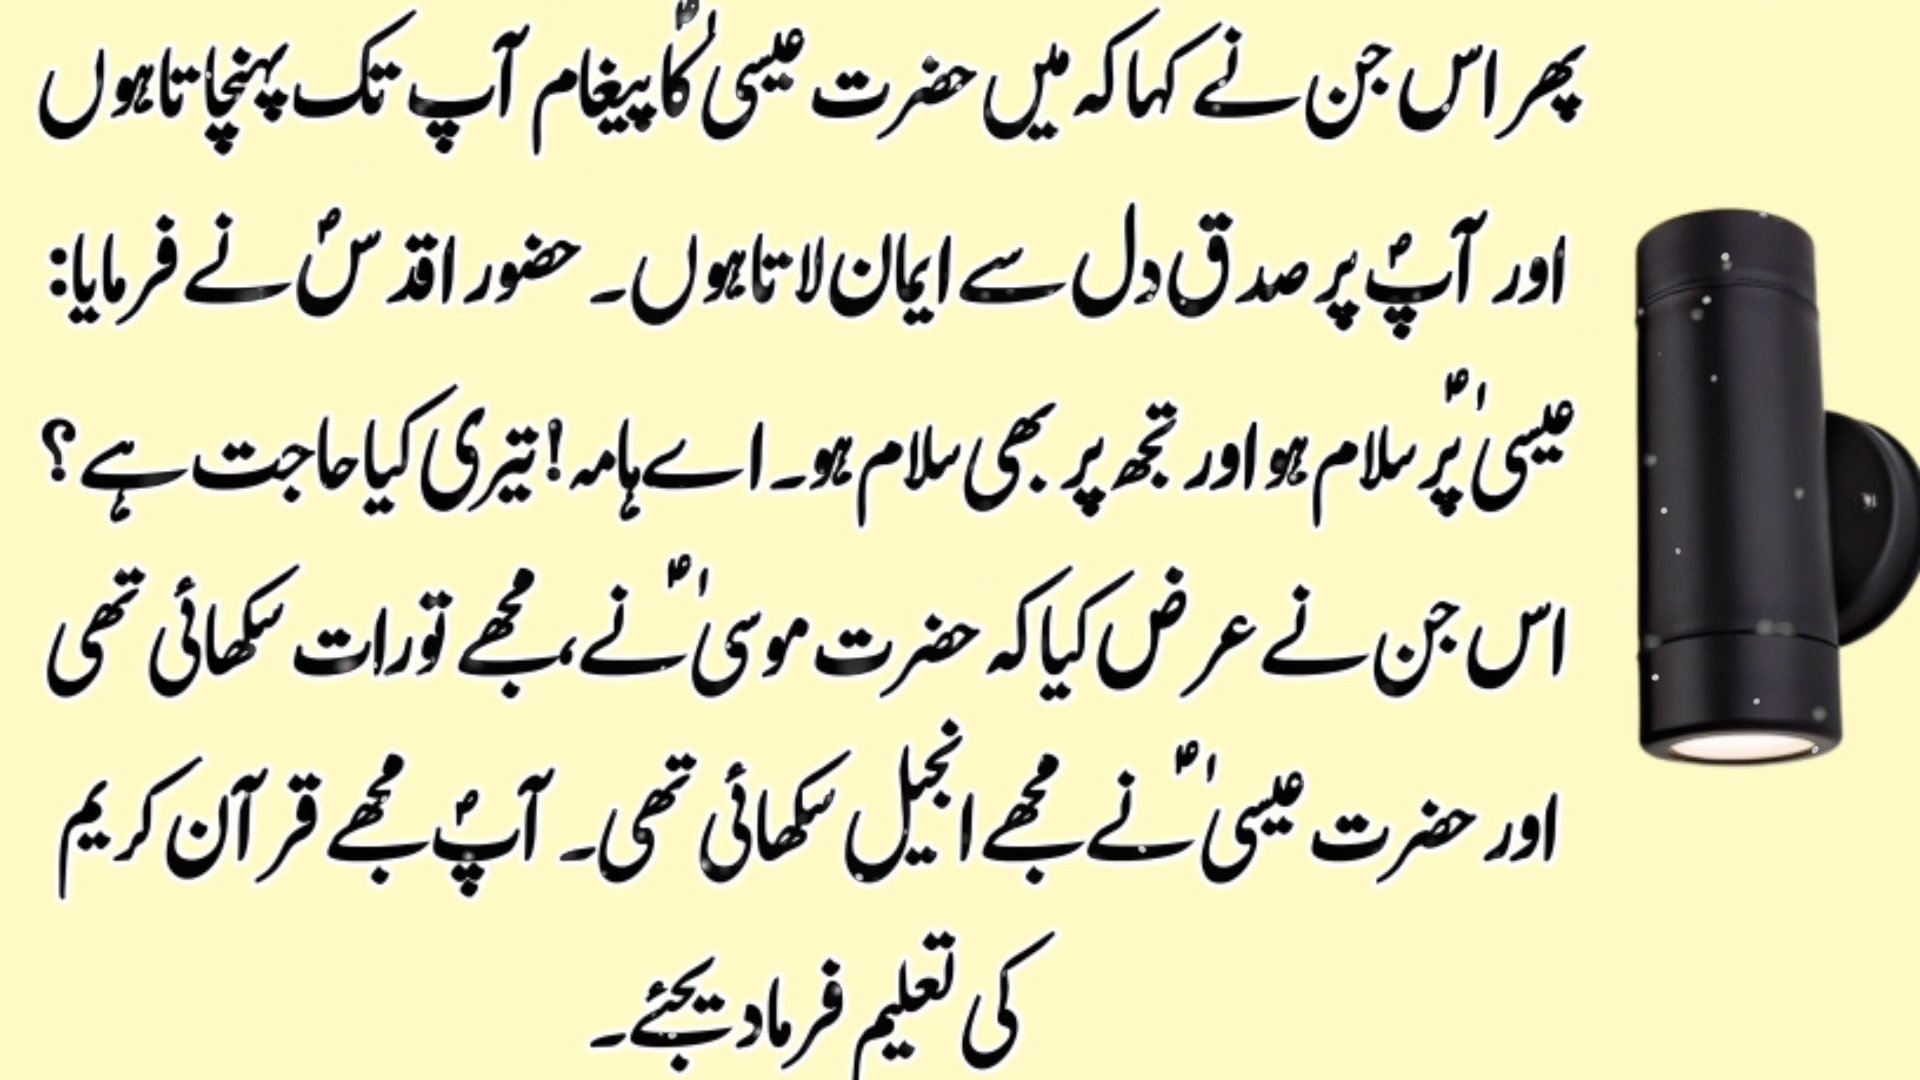 پھر اس جن نے کہا کہ میں حضرت عیسیٰؑ کا پیغام آپ تک پہنچاتا ہوں
اور آپؐ پر صدق دل سے ایمان لاتا ہوں۔ حضور اقدسؐ نے فرمایا:
عیسیٰؑ پر سلام ہو اور تجھ پر بھی سلام ہو۔ اے ہامہ! تیری کیا حاجت ہے؟
اس جن نے عرض کیا کہ حضرت موسیٰؑ نے، مجھے تورات سکھائی تھی
اور حضرت عیسیٰؑ نے مجھے انجیل سکھائی تھی۔ آپؐ مجھے قرآن کریم
کی تعلیم فرما دیجئے۔